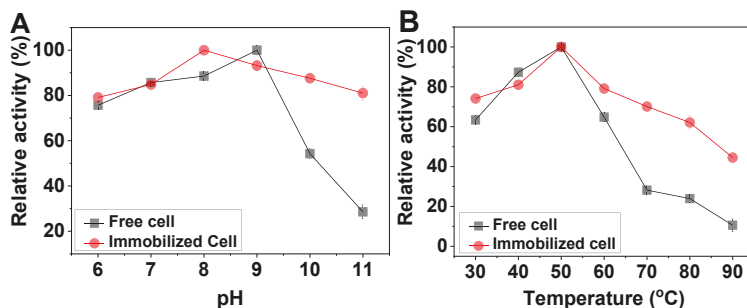 A
Relative activity (%)
100
80
60
40
20
Free cell
Immobilized Cell
6 7 8 9 10 11
pH
B
Relative activity (%)
100
80
60
40
20
0
Free cell
Immobilized cell
30 40 50 60 70 80 90
Temperature (°C)